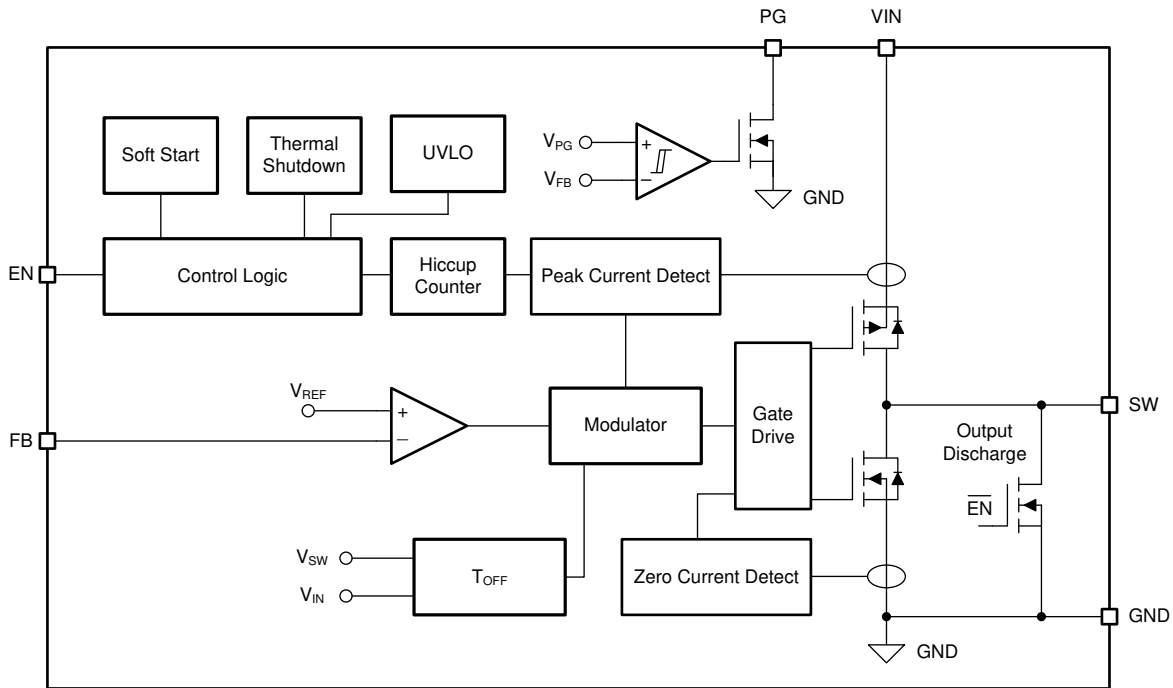 PG
VIN
Soft Start
Thermal
Shutdown
UVLO
V_PG
+
V_FB
−
GND
EN
Control Logic
Hiccup
Counter
Peak Current Detect
V_REF
+
FB
−
Modulator
Gate
Drive
SW
Output
Discharge
E̅N̅
V_SW
V_IN
T_OFF
Zero Current Detect
GND
GND